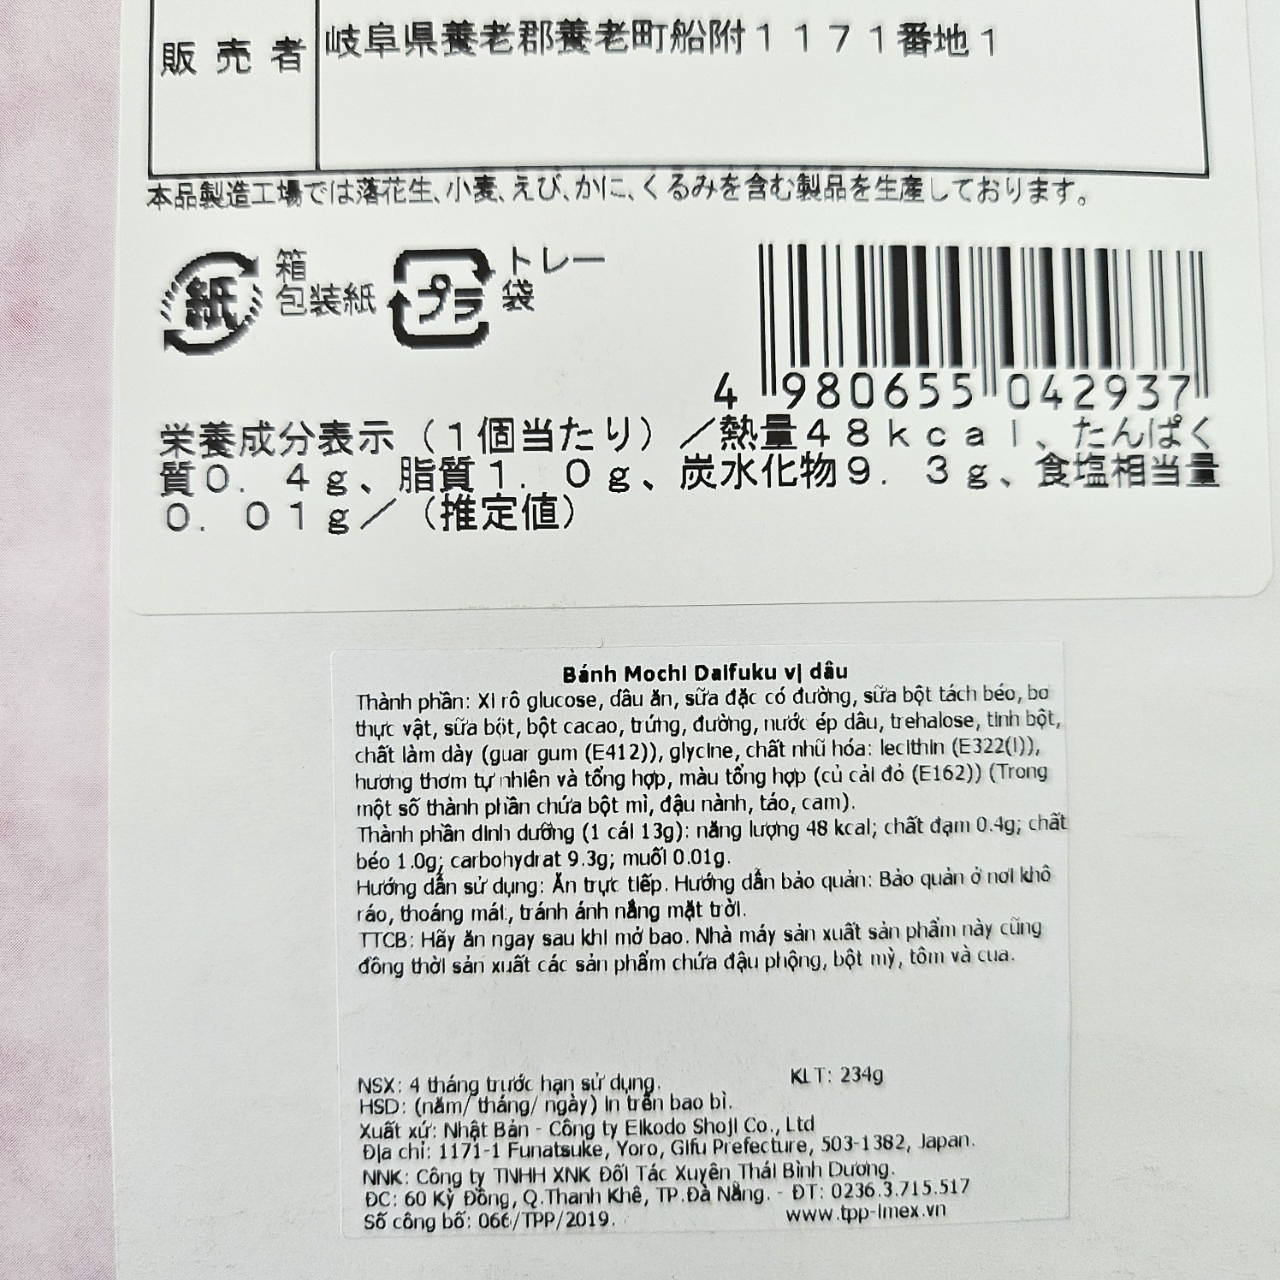 販売者
岐阜県養老郡養老町船附1171番地1
本品製造工場では落花生、小麦、えび、かに、くるみを含む製品を生産しております。
紙
箱
包装紙
プラ
トレー
袋
4 980655 042937
栄養成分表示（1個当たり）／熱量48kcal、たんぱく
質0．4g、脂質1．0g、炭水化物9．3g、食塩相当量
0．01g／（推定値）
Bánh Mochi Daifuku vị dâu
Thành phần: Xi rô glucose, dầu ăn, sữa đặc có đường, sữa bột tách béo, bơ
thực vật, sữa bột, bột cacao, trứng, đường, nước ép dâu, trehalose, tinh bột,
chất làm dày (guar gum (E412)), glycine, chất nhũ hóa: lecithin (E322(i)),
hương thơm tự nhiên và tổng hợp, màu tổng hợp (củ cải đỏ (E162)) (Trong
một số thành phần chứa bột mì, đậu nành, táo, cam).
Thành phần dinh dưỡng (1 cái 13g): năng lượng 48 kcal; chất đạm 0.4g; chất
béo 1.0g; carbohydrat 9.3g; muối 0.01g.
Hướng dẫn sử dụng: Ăn trực tiếp. Hướng dẫn bảo quản: Bảo quản ở nơi khô
ráo, thoáng mát, tránh ánh nắng mặt trời.
TTCB: Hãy ăn ngay sau khi mở bao. Nhà máy sản xuất sản phẩm này cũng
đồng thời sản xuất các sản phẩm chứa đậu phộng, bột mỳ, tôm và cua.
NSX: 4 tháng trước hạn sử dụng. KLT: 234g
HSD: (năm/ tháng/ ngày) in trên bao bì.
Xuất xứ: Nhật Bản - Công ty Eikodo Shoji Co., Ltd
Địa chỉ: 1171-1 Funatsuke, Yoro, Gifu Prefecture, 503-1382, Japan.
NNK: Công ty TNHH XNK Đối Tác Xuyên Thái Bình Dương.
ĐC: 60 Kỳ Đồng, Q.Thanh Khê, TP.Đà Nẵng. - ĐT: 0236.3.715.517
Số công bố: 066/TPP/2019. www.tpp-imex.vn